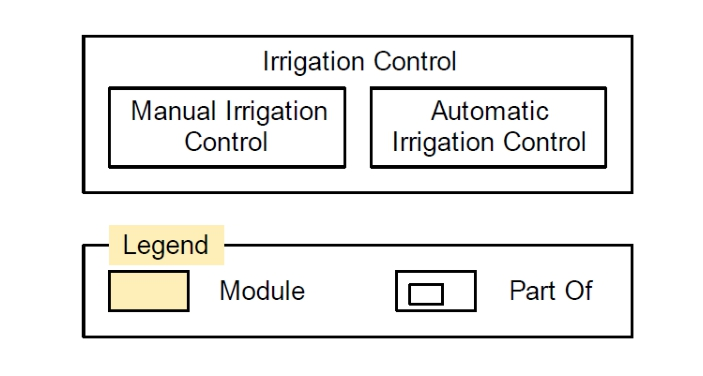 Irrigation Control
Manual Irrigation
Control
Automatic
Irrigation Control
Legend
Module
Part Of